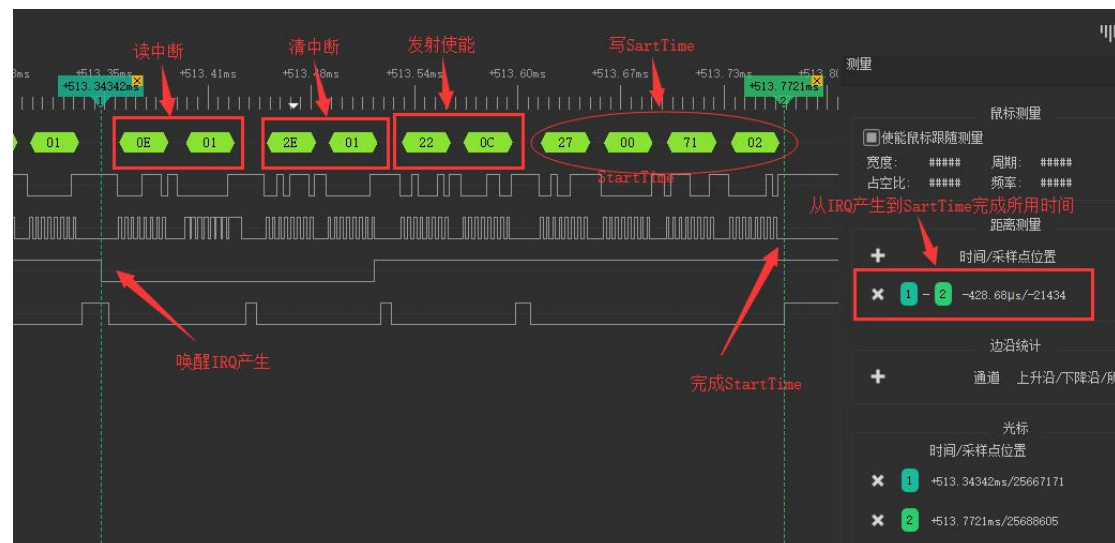 读中断
清中断
发射使能
写SartTime
+513.35ms
+513.41ms
+513.48ms
+513.54ms
+513.60ms
+513.67ms
+513.73ms
+513.34342ms
+513.7721ms
1
2
01
0E
01
2E
01
22
0C
27
00
71
02
StartTime
唤醒IRQ产生
完成StartTime
测量
鼠标测量
使能鼠标跟随测量
宽度: ##### 周期: #####
占空比: ##### 频率: #####
从IRQ产生到SartTime完成所用时间
距离测量
+ 时间/采样点位置
1 - 2 -428.68μs/-21434
边沿统计
+ 通道 上升沿/下降沿/
光标
时间/采样点位置
1 +513.34342ms/25667171
2 +513.7721ms/25688605